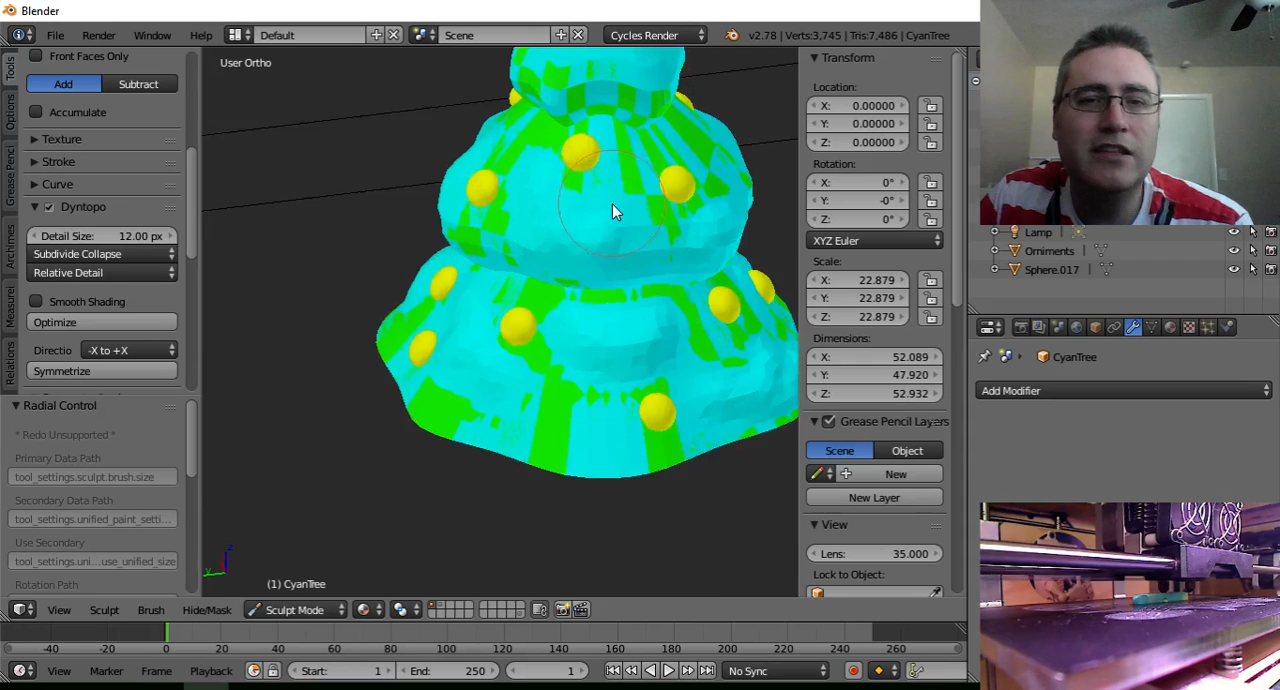 Blender
File Render Window Help Default Scene Cycles Render v2.78 | Verts:3,745 | Tris:7,486 | CyanTree
Front Faces Only
Add Subtract
Accumulate
Texture
Stroke
Curve
Dyntopo
Detail Size: 12.00 px
Subdivide Collapse
Relative Detail
Smooth Shading
Optimize
Directio -X to +X
Symmetrize
Radial Control
* Redo Unsupported *
Primary Data Path
tool_settings.sculpt.brush.size
Secondary Data Path
tool_settings.unified_paint_setti...
Use Secondary
tool_settings.uni...use_unified_size
Rotation Path
Tools
Options
Grease Pencil
Archimes
Measurei
Relations
User Ortho
(1) CyanTree
Transform
Location:
X: 0.00000
Y: 0.00000
Z: 0.00000
Rotation:
X: 0°
Y: -0°
Z: 0°
XYZ Euler
Scale:
X: 22.879
Y: 22.879
Z: 22.879
Dimensions:
X: 52.089
Y: 47.920
Z: 52.932
Grease Pencil Layers
Scene Object
New
New Layer
View
Lens: 35.000
Lock to Object:
Lamp
Orniments
Sphere.017
CyanTree
Add Modifier
View Sculpt Brush Hide/Mask Sculpt Mode
-40 -20 0 20 40 60 80 100 120 140 160 180 200 220 240 260
View Marker Frame Playback Start: 1 End: 250 1 No Sync